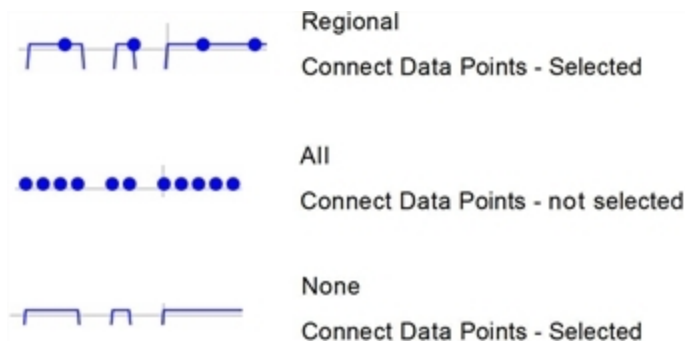 Regional
Connect Data Points - Selected
All
Connect Data Points - not selected
None
Connect Data Points - Selected